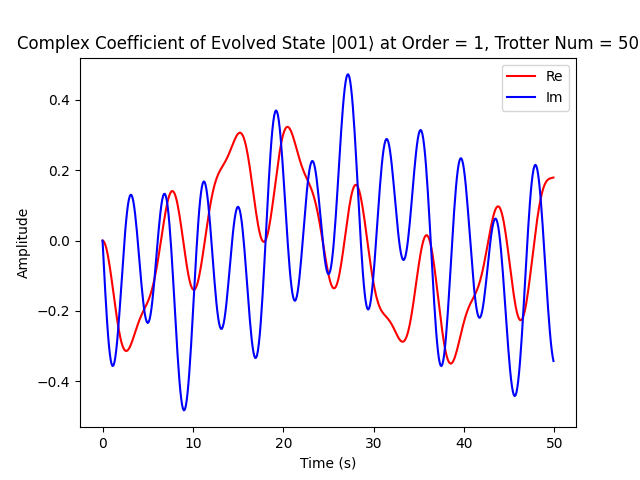 Complex Coefficient of Evolved State |001⟩ at Order = 1, Trotter Num = 50
Re
Im
Amplitude
0.4
0.2
0.0
−0.2
−0.4
0
10
20
30
40
50
Time (s)